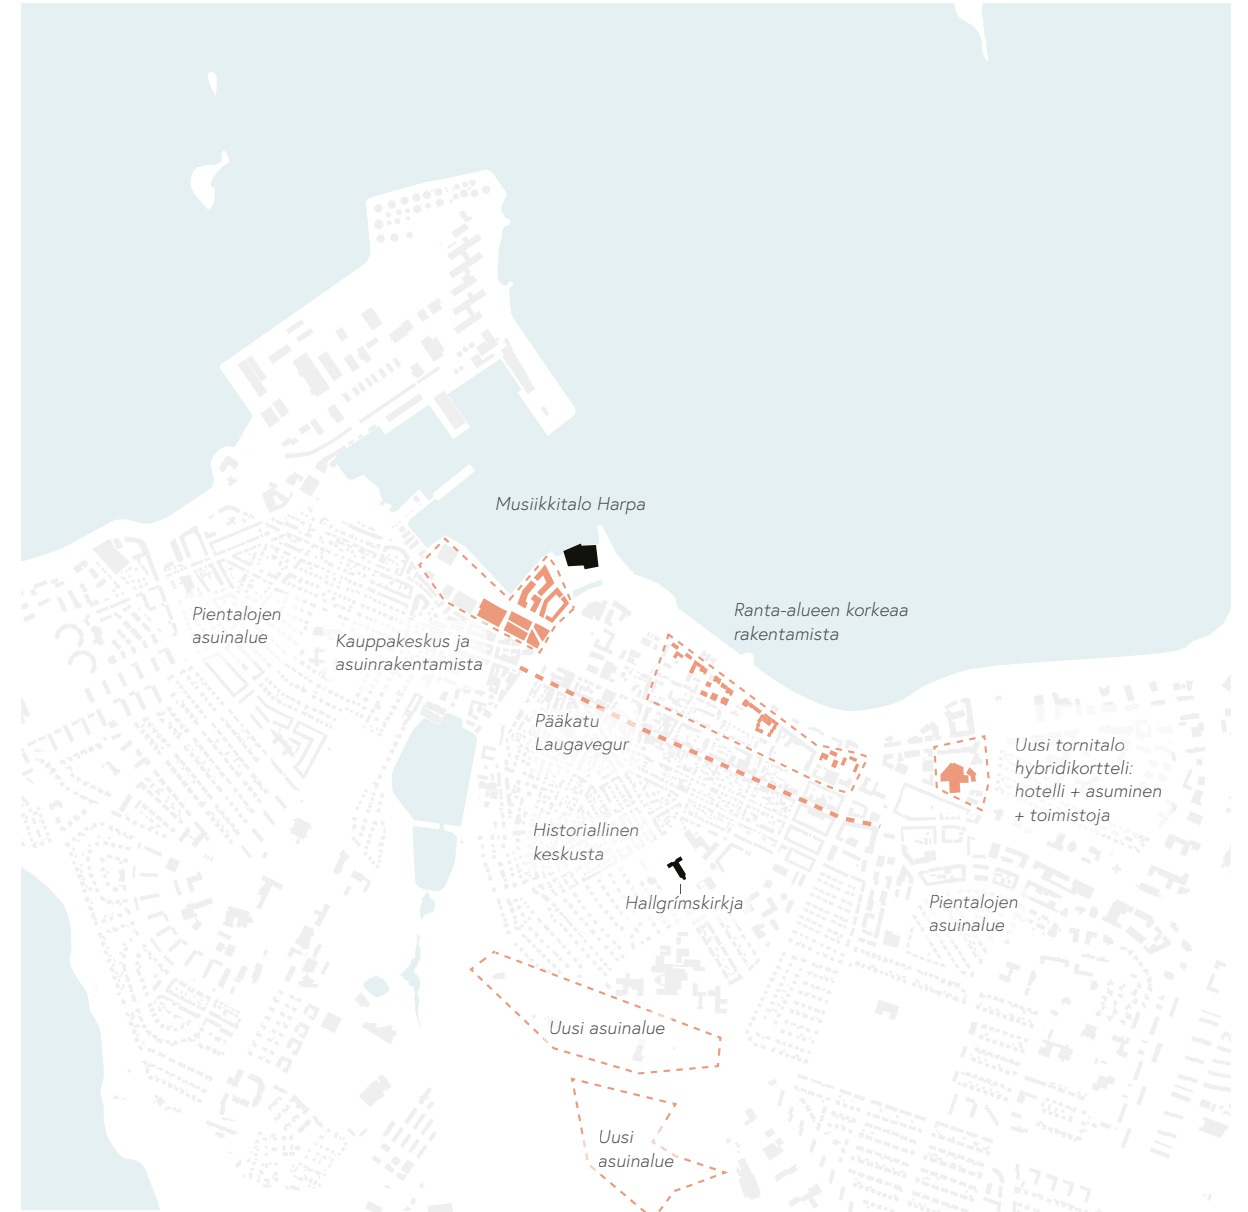 Musiikkitalo Harpa
Pientalojen
asuinalue
Kauppakeskus ja
asuinrakentamista
Ranta-alueen korkeaa
rakentamista
Pääkatu
Laugavegur
Uusi tornitalo
hybridikortteli:
hotelli + asuminen
+ toimistoja
Historiallinen
keskusta
Hallgrímskirkja
Pientalojen
asuinalue
Uusi asuinalue
Uusi
asuinalue